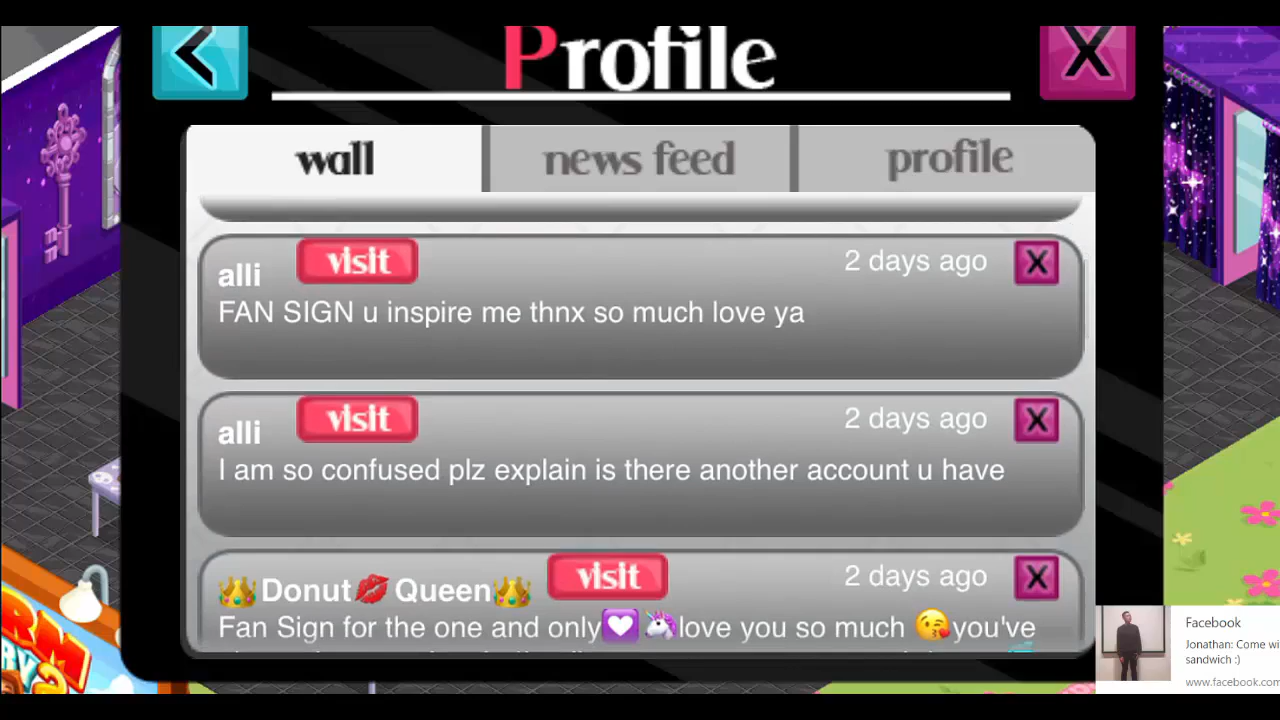 Profile
wall
news feed
profile
alli
visit
2 days ago
X
FAN SIGN u inspire me thnx so much love ya
alli
visit
2 days ago
X
I am so confused plz explain is there another account u have
👑Donut💋Queen👑
visit
2 days ago
X
Fan Sign for the one and only💟🦄love you so much 😘you've
Facebook
Jonathan: Come wi
sandwich :)
www.facebook.com